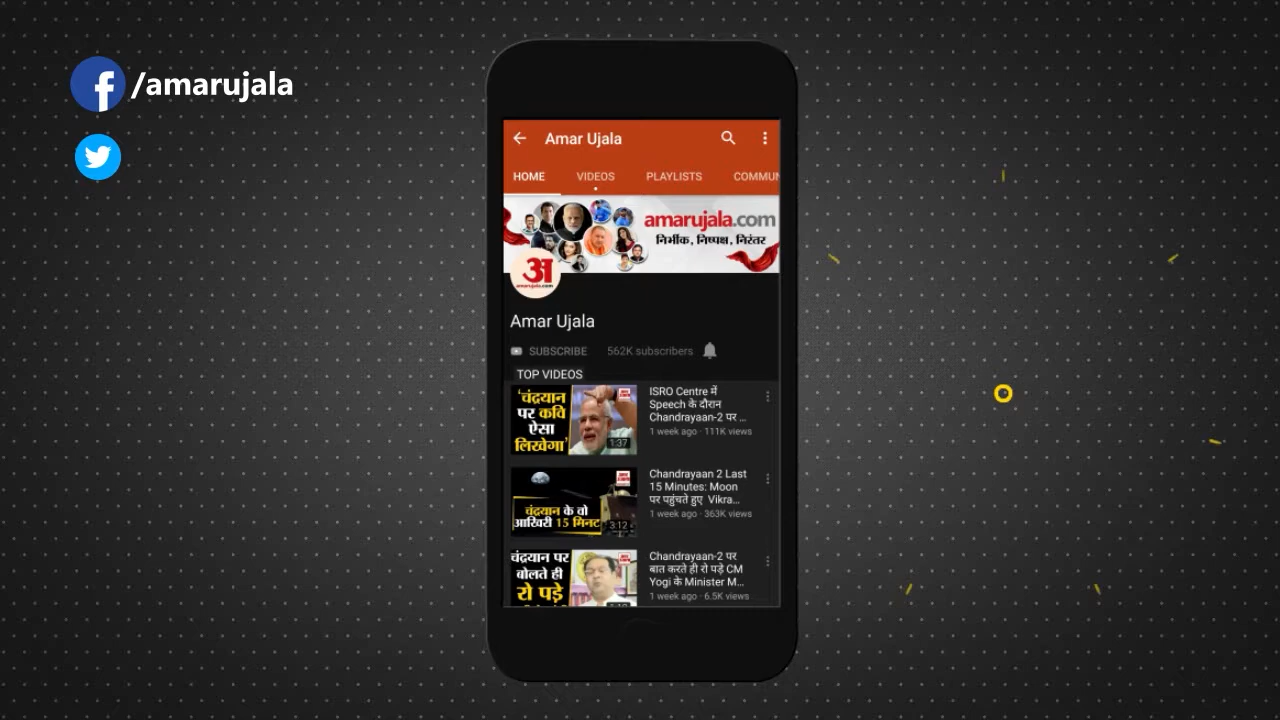 /amarujala
Amar Ujala
HOME VIDEOS PLAYLISTS COMMUN
amarujala.com
निर्भीक, निष्पक्ष, निरंतर
अ
amarujala.com
Amar Ujala
SUBSCRIBE 562K subscribers
TOP VIDEOS
'चंद्रयान
पर कवि
ऐसा
लिखेगा'
1:37
ISRO Centre में
Speech के दौरान
Chandrayaan-2 पर ...
1 week ago · 111K views
चंद्रयान के वो
आखिरी 15 मिनट
3:12
Chandrayaan 2 Last
15 Minutes: Moon
पर पहुंचते हुए Vikra...
1 week ago · 363K views
चंद्रयान पर
बोलते ही
रो पड़े
Chandrayaan-2 पर
बात करते ही रो पड़े CM
Yogi के Minister M...
1 week ago · 6.5K views